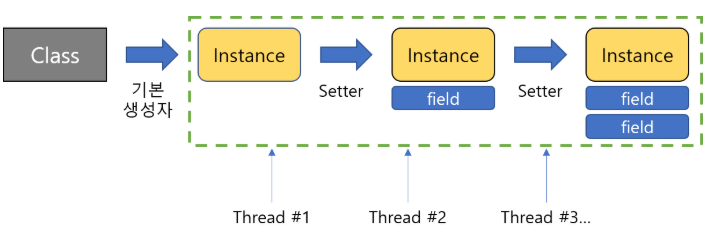 Class
기본
생성자
Instance
Setter
Instance
field
Setter
Instance
field
field
Thread #1
Thread #2
Thread #3...